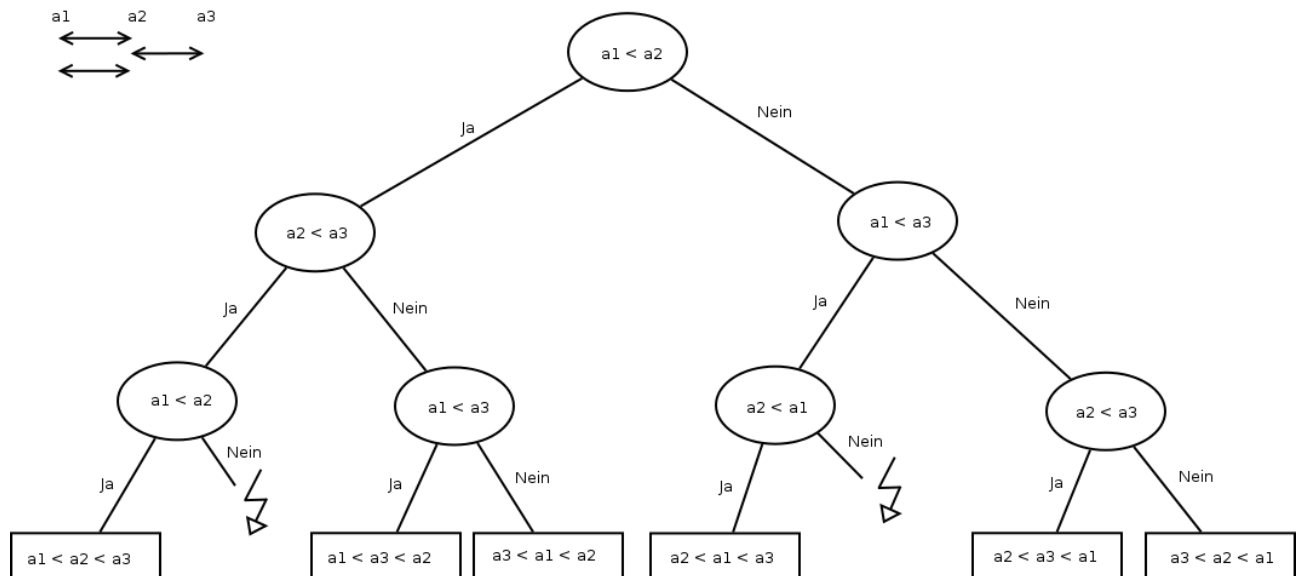 a1 a2 a3
a1 < a2
Ja
Nein
a2 < a3
a1 < a3
Ja
Nein
Ja
Nein
a1 < a2
a1 < a3
a2 < a1
a2 < a3
Ja
Nein
Ja
Nein
Ja
Nein
Ja
Nein
a1 < a2 < a3
a1 < a3 < a2
a3 < a1 < a2
a2 < a1 < a3
a2 < a3 < a1
a3 < a2 < a1